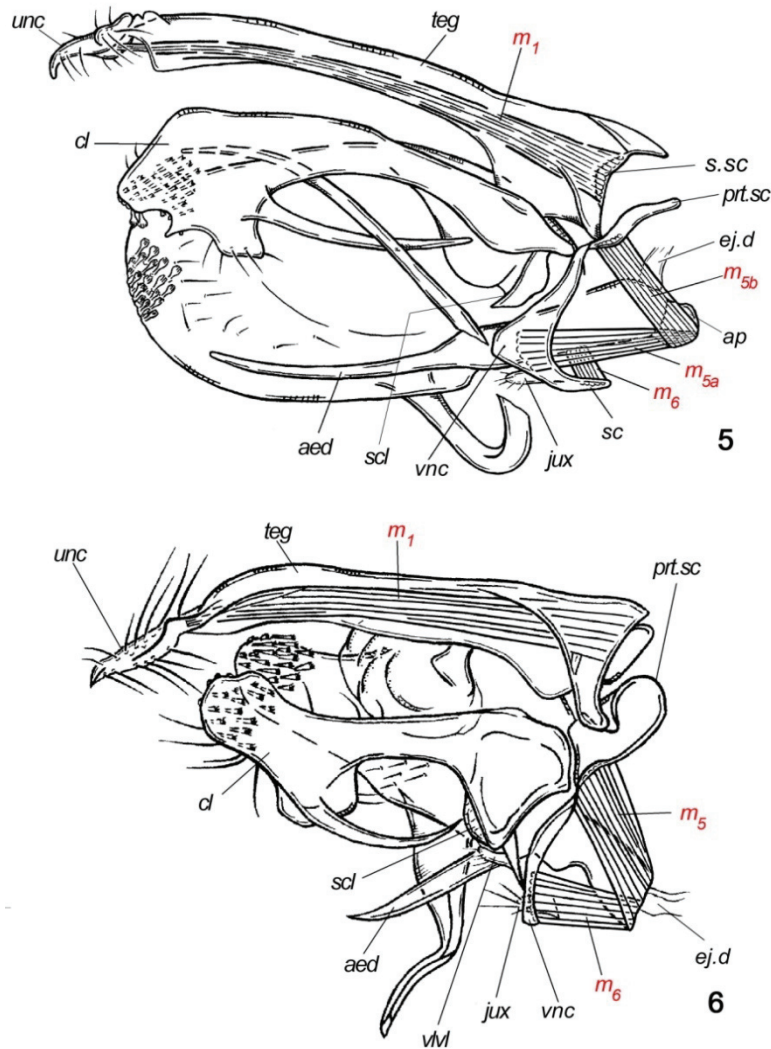 unc
teg
m1
cl
s.sc
prt.sc
ej.d
m5b
ap
m5a
m6
sc
aed
scl
vnc
jux
5
unc
teg
m1
prt.sc
cl
m5
scl
aed
ej.d
jux
vnc
m6
vlvl
6